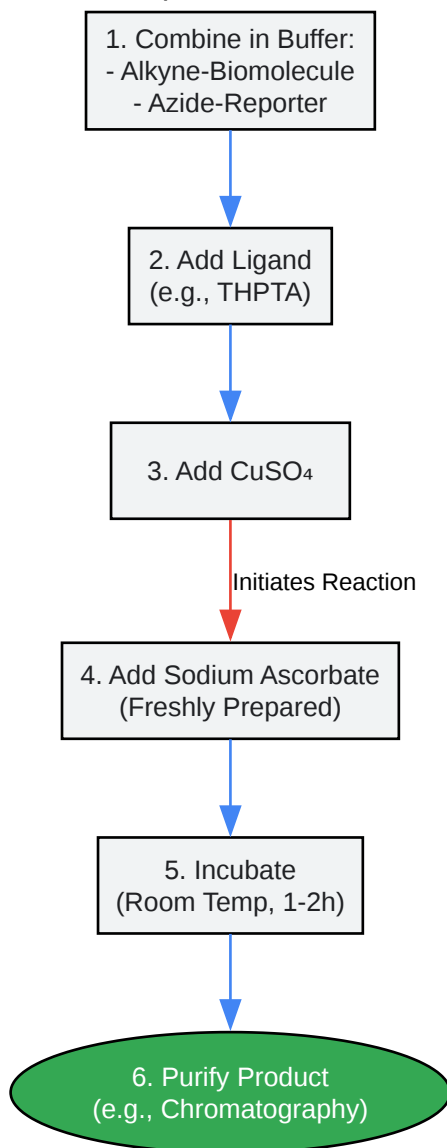 1. Combine in Buffer:
- Alkyne-Biomolecule
- Azide-Reporter
2. Add Ligand
(e.g., THPTA)
3. Add CuSO₄
Initiates Reaction
4. Add Sodium Ascorbate
(Freshly Prepared)
5. Incubate
(Room Temp, 1-2h)
6. Purify Product
(e.g., Chromatography)